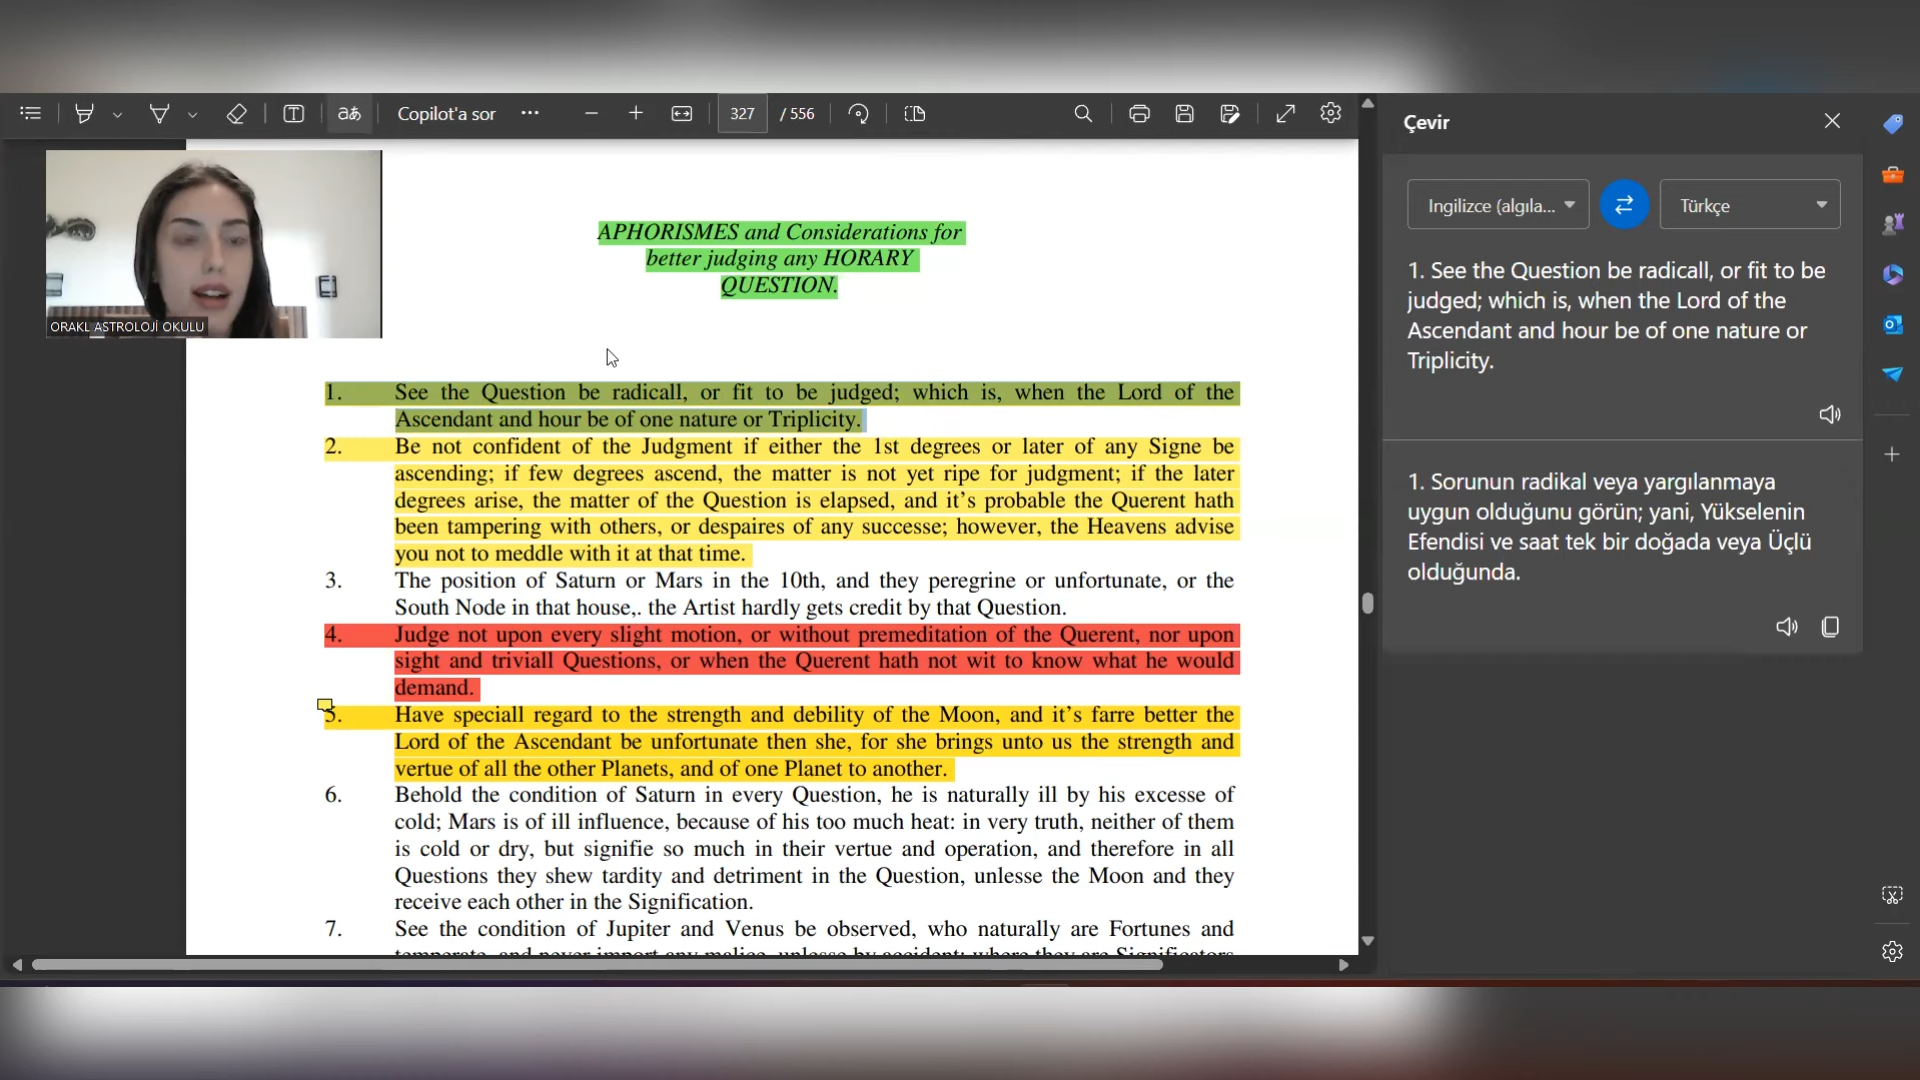 Copilot'a sor
327
/ 556
ORAKL ASTROLOJİ OKULU
APHORISMES and Considerations for
better judging any HORARY
QUESTION.
1. See the Question be radicall, or fit to be judged; which is, when the Lord of the
Ascendant and hour be of one nature or Triplicity.
2. Be not confident of the Judgment if either the 1st degrees or later of any Signe be
ascending; if few degrees ascend, the matter is not yet ripe for judgment; if the later
degrees arise, the matter of the Question is elapsed, and it's probable the Querent hath
been tampering with others, or despaires of any successe; however, the Heavens advise
you not to meddle with it at that time.
3. The position of Saturn or Mars in the 10th, and they peregrine or unfortunate, or the
South Node in that house,. the Artist hardly gets credit by that Question.
4. Judge not upon every slight motion, or without premeditation of the Querent, nor upon
sight and triviall Questions, or when the Querent hath not wit to know what he would
demand.
5. Have speciall regard to the strength and debility of the Moon, and it's farre better the
Lord of the Ascendant be unfortunate then she, for she brings unto us the strength and
vertue of all the other Planets, and of one Planet to another.
6. Behold the condition of Saturn in every Question, he is naturally ill by his excesse of
cold; Mars is of ill influence, because of his too much heat: in very truth, neither of them
is cold or dry, but signifie so much in their vertue and operation, and therefore in all
Questions they shew tardity and detriment in the Question, unlesse the Moon and they
receive each other in the Signification.
7. See the condition of Jupiter and Venus be observed, who naturally are Fortunes and
temperate, and never import any malice, unlesse by accident; where they are Significators
Çevir
Ingilizce (algıla...
Türkçe
1. See the Question be radicall, or fit to be
judged; which is, when the Lord of the
Ascendant and hour be of one nature or
Triplicity.
1. Sorunun radikal veya yargılanmaya
uygun olduğunu görün; yani, Yükselenin
Efendisi ve saat tek bir doğada veya Üçlü
olduğunda.